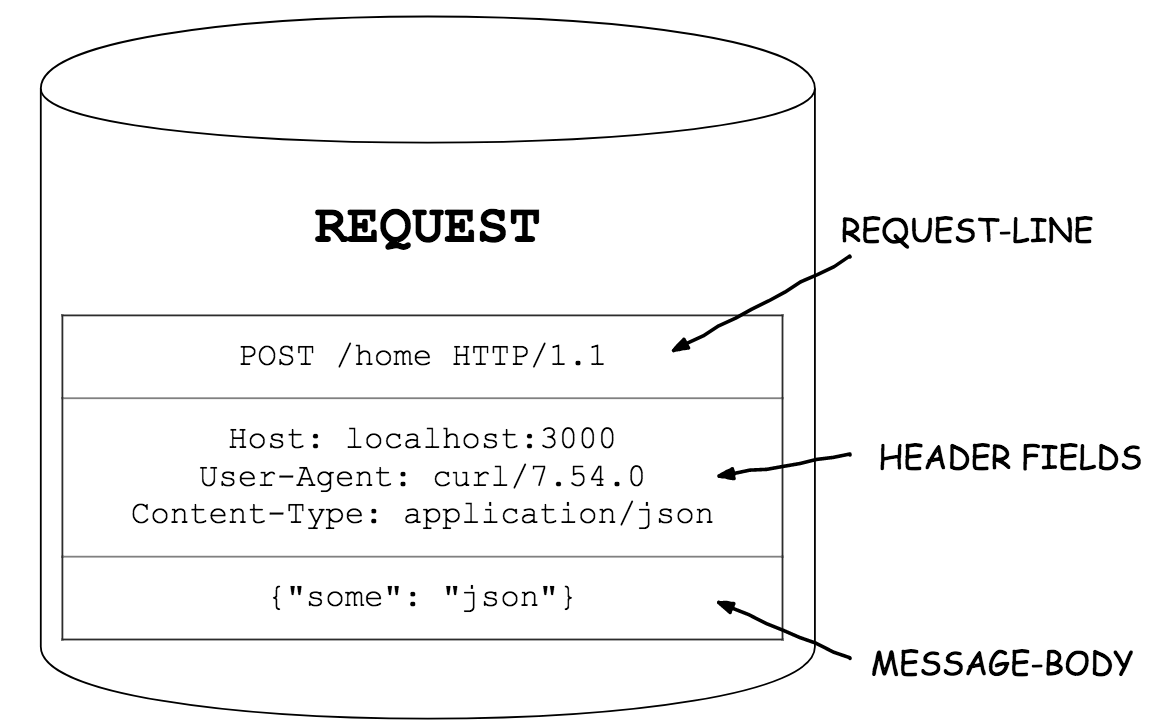 REQUEST
REQUEST-LINE
POST /home HTTP/1.1
Host: localhost:3000
User-Agent: curl/7.54.0
Content-Type: application/json
HEADER FIELDS
{"some": "json"}
MESSAGE-BODY